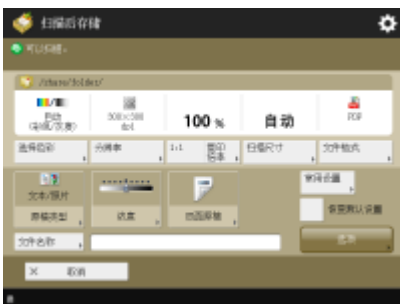 扫描后存储
可以扫描。
/share/folder/
自动
(彩色/灰度)
300×300
dpi
100 %
自动
PDF
选择色彩
分辨率
1:1
复印
倍率
扫描尺寸
文件格式
文本/照片
原稿类型
浓度
双面原稿
常用设置
恢复默认设置
文件名称
选项
× 取消